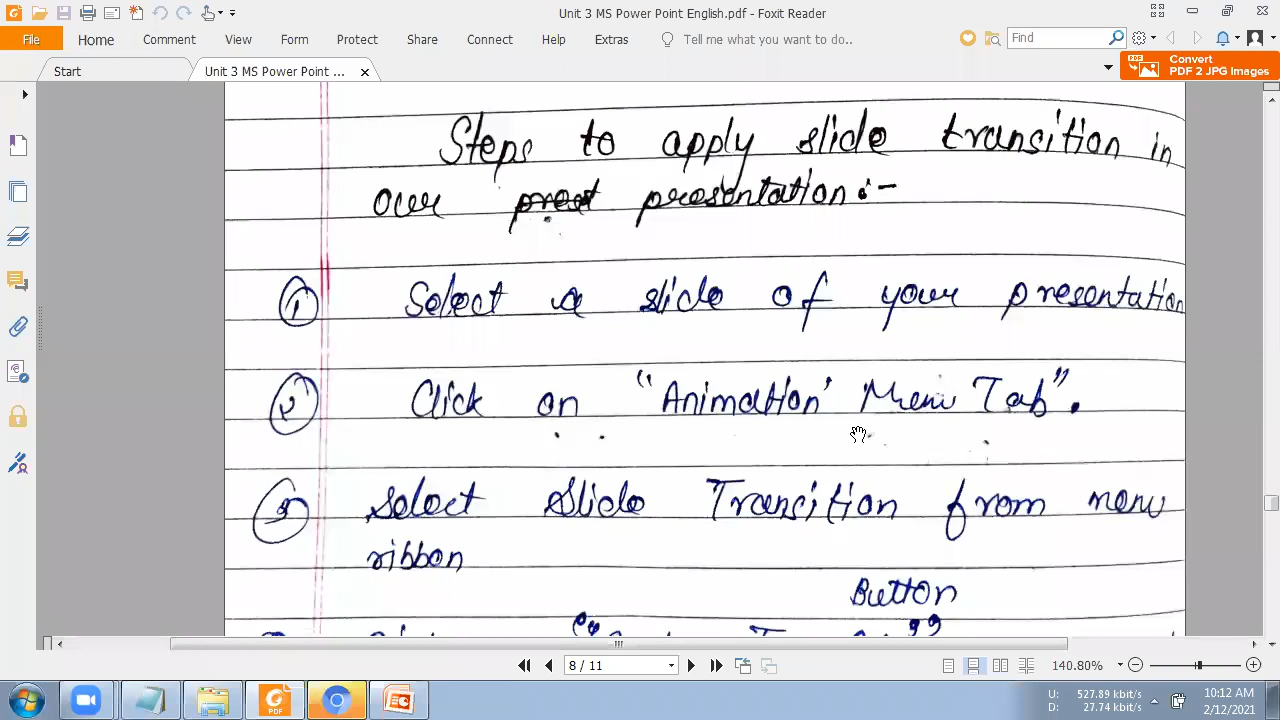 Unit 3 MS Power Point English.pdf - Foxit Reader
File Home Comment View Form Protect Share Connect Help Extras Tell me what you want to do.. Find
Start Unit 3 MS Power Point ... Convert
PDF 2 JPG Images
Steps to apply slide transition in
our presentation :-
① Select a slide of your presentation
② Click on "Animation' Menu Tab".
③ Select Slide Transition from menu
ribbon
Button
8 / 11 140.80%
U: 527.89 kbit/s 10:12 AM
D: 27.74 kbit/s 2/12/2021